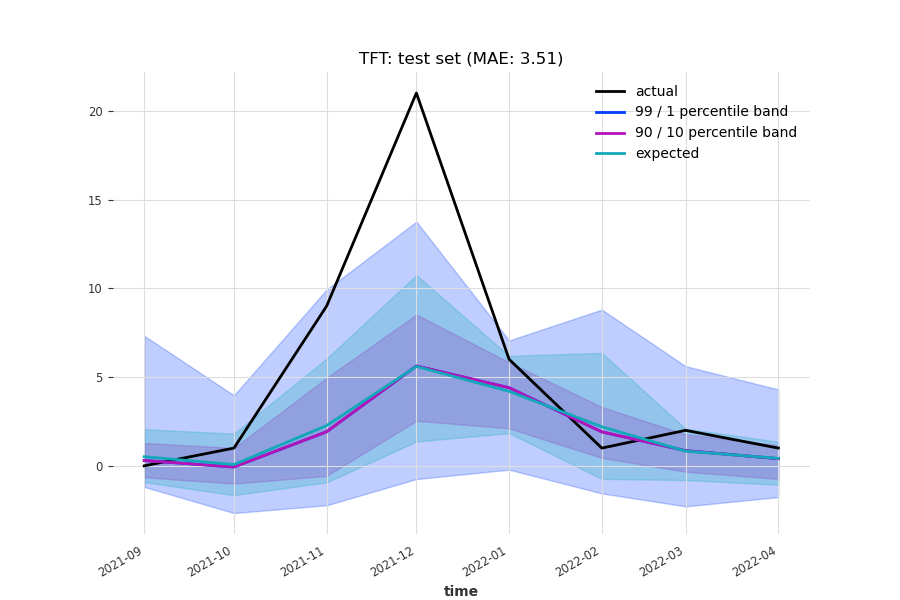 TFT: test set (MAE: 3.51)
actual
99 / 1 percentile band
90 / 10 percentile band
expected
20
15
10
5
0
2021-09
2021-10
2021-11
2021-12
2022-01
2022-02
2022-03
2022-04
time